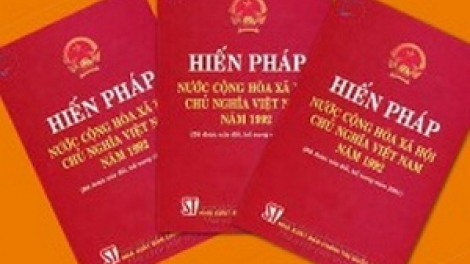 HIẾN PHÁP
NƯỚC CỘNG HÒA XÃ
CHỦ NGHĨA VIỆT NAM
NĂM 1992
HIẾN PHÁP
NƯỚC CỘNG HÒA XÃ
CHỦ NGHĨA VIỆT NAM
NĂM 1992
HIẾN PHÁP
NƯỚC CỘNG HÒA XÃ HỘI
CHỦ NGHĨA VIỆT NAM
NĂM 1992